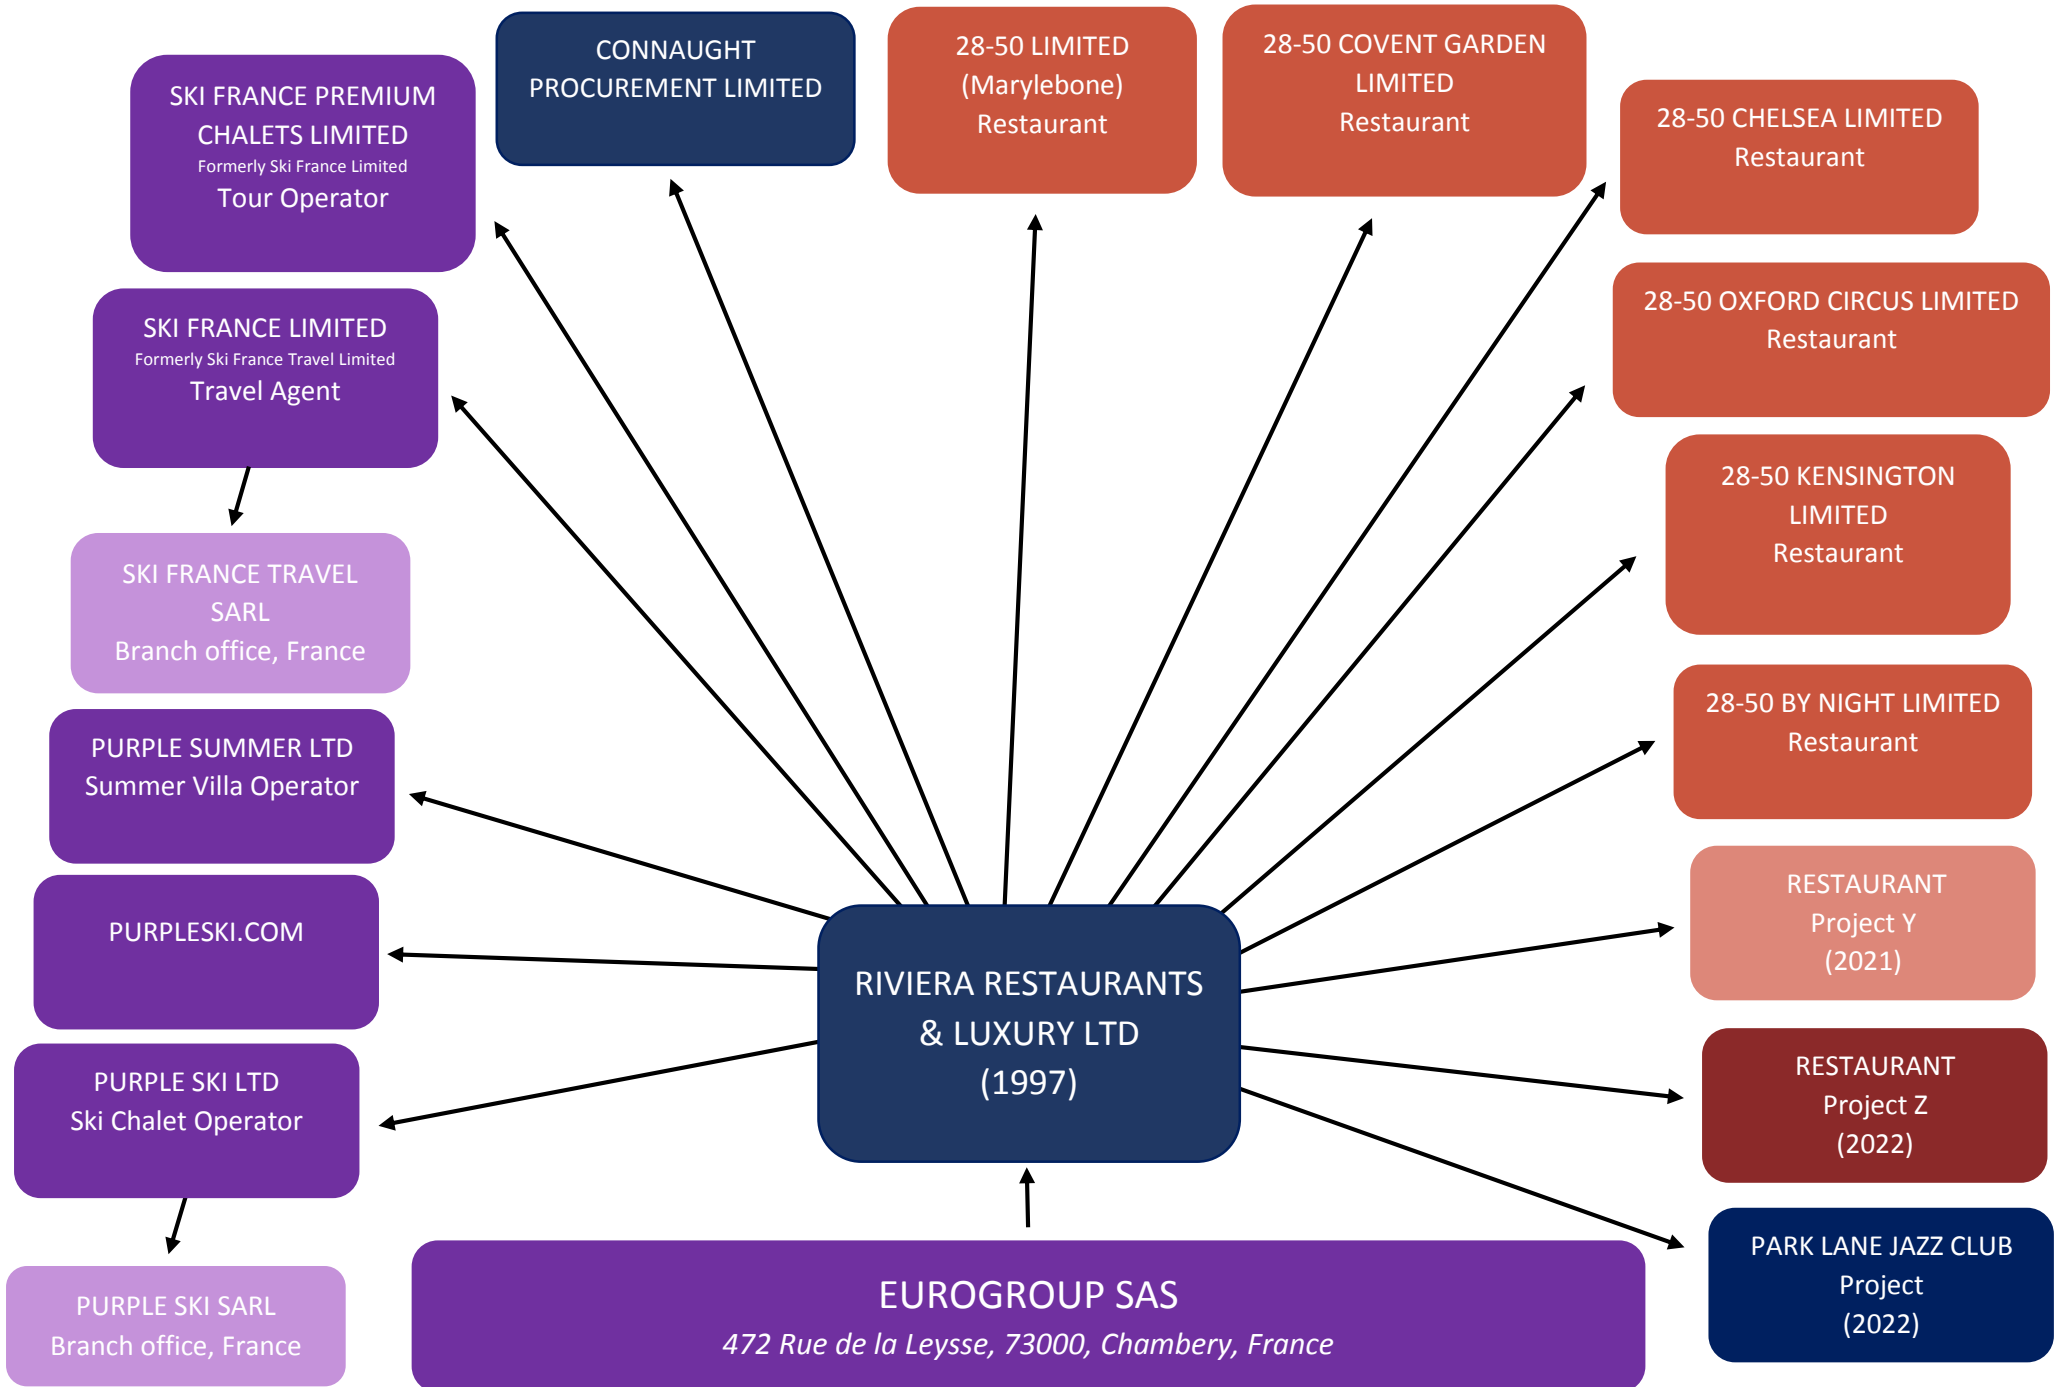 SKI FRANCE PREMIUM
CHALETS LIMITED
Formerly Ski France Limited
Tour Operator
CONNAUGHT
PROCUREMENT LIMITED
28-50 LIMITED
(Marylebone)
Restaurant
28-50 COVENT GARDEN
LIMITED
Restaurant
28-50 CHELSEA LIMITED
Restaurant
SKI FRANCE LIMITED
Formerly Ski France Travel Limited
Travel Agent
28-50 OXFORD CIRCUS LIMITED
Restaurant
28-50 KENSINGTON
LIMITED
Restaurant
SKI FRANCE TRAVEL
SARL
Branch office, France
28-50 BY NIGHT LIMITED
Restaurant
PURPLE SUMMER LTD
Summer Villa Operator
PURPLESKI.COM
RESTAURANT
Project Y
(2021)
RIVIERA RESTAURANTS
& LUXURY LTD
(1997)
PURPLE SKI LTD
Ski Chalet Operator
RESTAURANT
Project Z
(2022)
PURPLE SKI SARL
Branch office, France
EUROGROUP SAS
472 Rue de la Leysse, 73000, Chambery, France
PARK LANE JAZZ CLUB
Project
(2022)